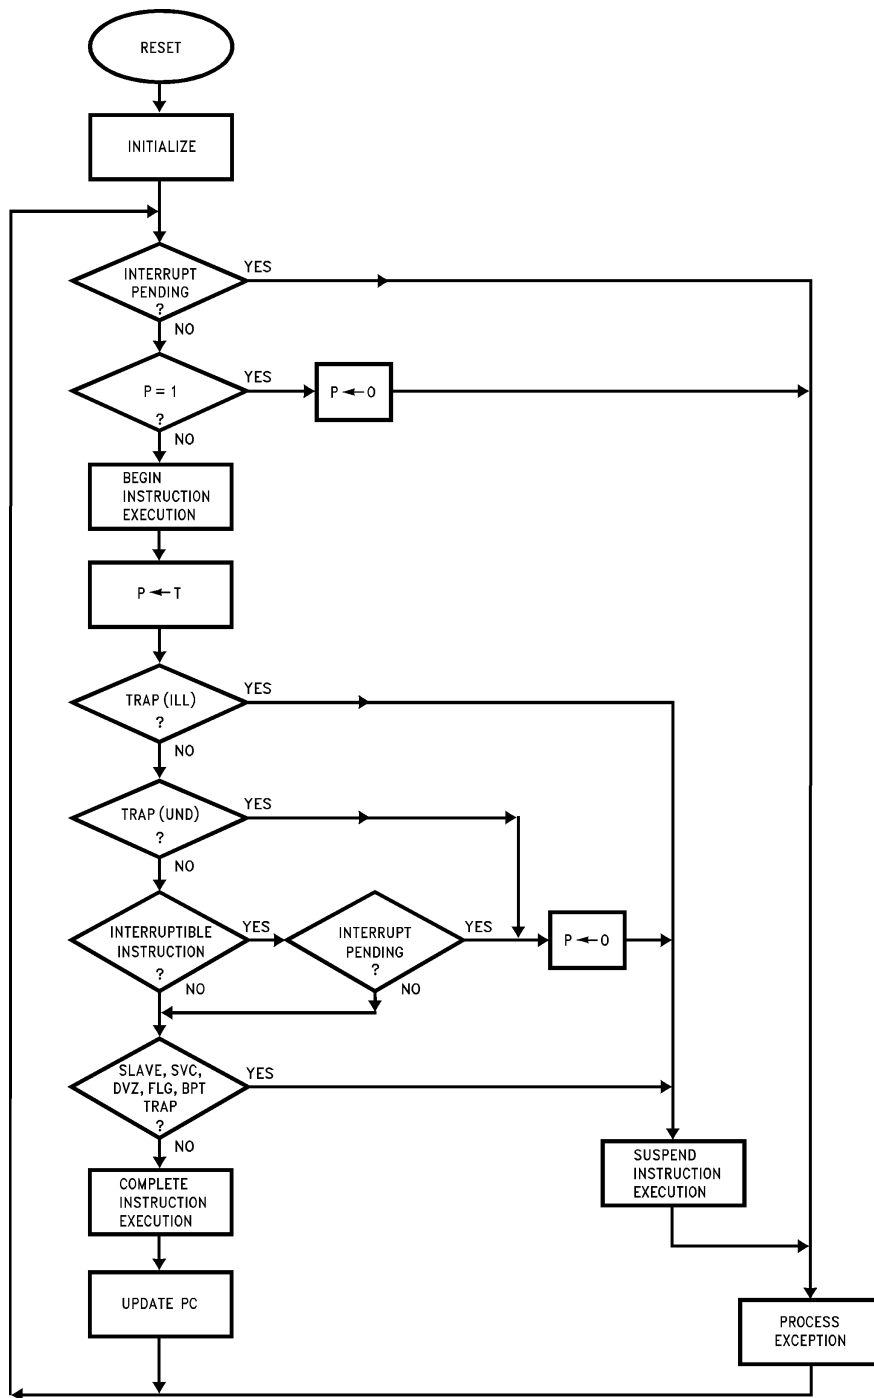 RESET
INITIALIZE
INTERRUPT
PENDING
?
YES
NO
P = 1
?
YES
P ← 0
NO
BEGIN
INSTRUCTION
EXECUTION
P ← T
TRAP (ILL)
?
YES
NO
TRAP (UND)
?
YES
NO
INTERRUPTIBLE
INSTRUCTION
?
YES
NO
INTERRUPT
PENDING
?
YES
NO
P ← 0
SLAVE, SVC,
DVZ, FLG, BPT
TRAP
?
YES
NO
COMPLETE
INSTRUCTION
EXECUTION
SUSPEND
INSTRUCTION
EXECUTION
UPDATE PC
PROCESS
EXCEPTION